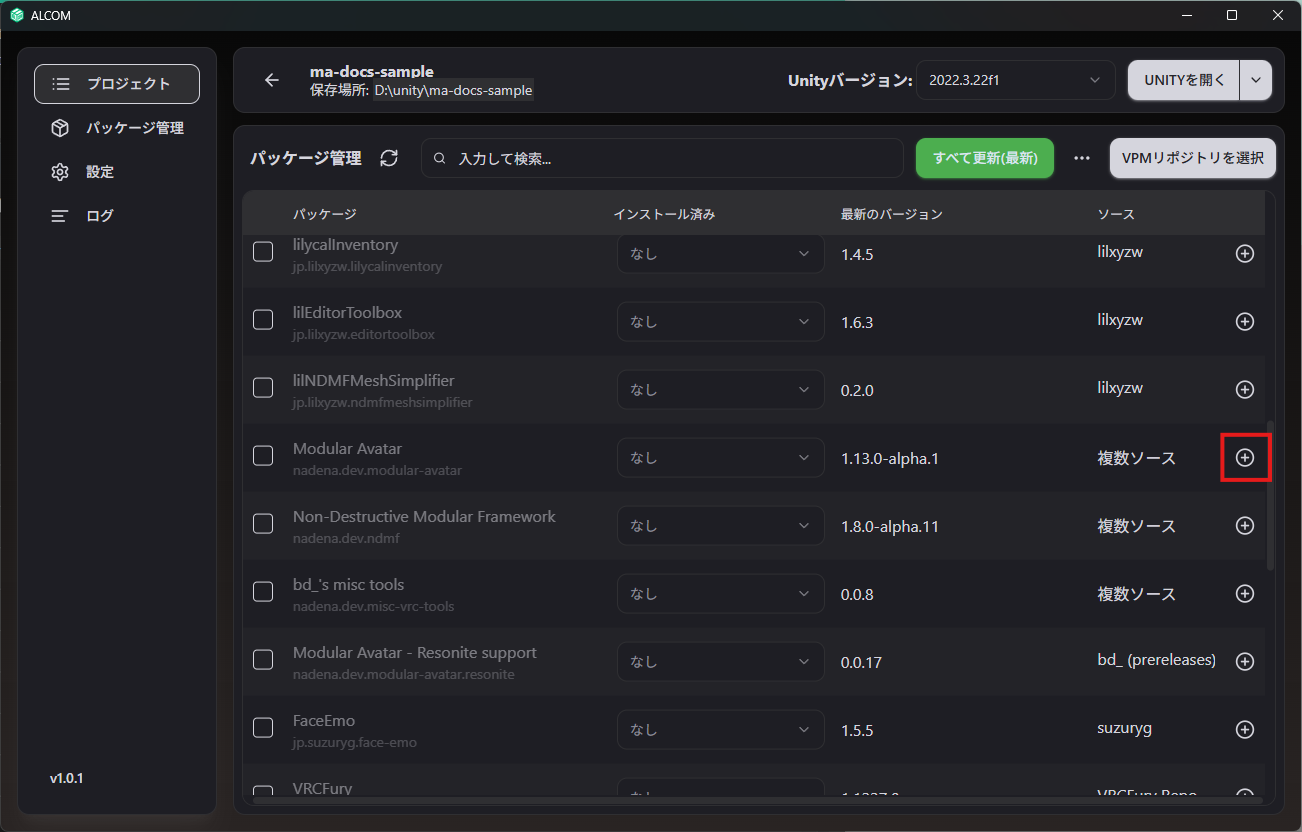 ALCOM
プロジェクト
パッケージ管理
設定
ログ
v1.0.1
ma-docs-sample
保存場所: D:\unity\ma-docs-sample
Unityバージョン: 2022.3.22f1
UNITYを開く
パッケージ管理
入力して検索...
すべて更新(最新)
VPMリポジトリを選択
パッケージ インストール済み 最新のバージョン ソース
lilycalInventory
jp.lilxyzw.lilycalinventory
なし 1.4.5 lilxyzw
lilEditorToolbox
jp.lilxyzw.editortoolbox
なし 1.6.3 lilxyzw
lilNDMFMeshSimplifier
jp.lilxyzw.ndmfmeshsimplifier
なし 0.2.0 lilxyzw
Modular Avatar
nadena.dev.modular-avatar
なし 1.13.0-alpha.1 複数ソース
Non-Destructive Modular Framework
nadena.dev.ndmf
なし 1.8.0-alpha.11 複数ソース
bd_'s misc tools
nadena.dev.misc-vrc-tools
なし 0.0.8 複数ソース
Modular Avatar - Resonite support
nadena.dev.modular-avatar.resonite
なし 0.0.17 bd_ (prereleases)
FaceEmo
jp.suzuryg.face-emo
なし 1.5.5 suzuryg
VRCFury
VRCFury Repo